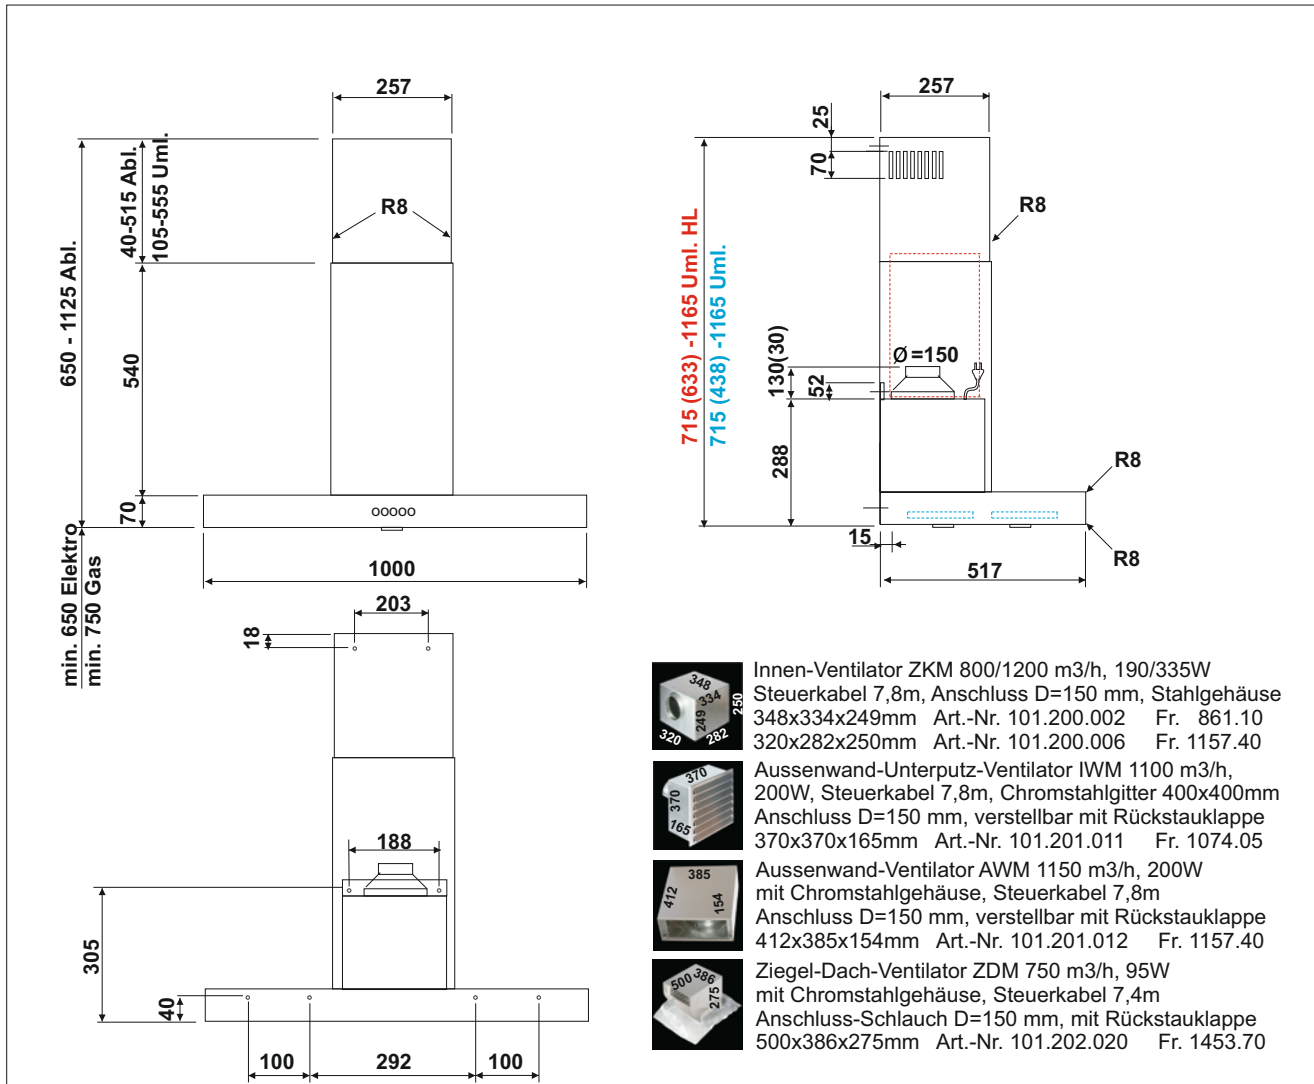 257
650 - 1125 Abl.
40-515 Abl.
105-555 Uml.
R8
540
70
ooooo
1000
min. 650 Elektro
min. 750 Gas
257
25
70
R8
715 (633) -1165 Uml. HL
715 (438) -1165 Uml.
Ø =150
130(30)
52
288
R8
15
517
R8
203
18
188
305
40
100
292
100
348
334
249
250
320
282
Innen-Ventilator ZKM 800/1200 m3/h, 190/335W
Steuerkabel 7,8m, Anschluss D=150 mm, Stahlgehäuse
348x334x249mm Art.-Nr. 101.200.002 Fr. 861.10
320x282x250mm Art.-Nr. 101.200.006 Fr. 1157.40
370
370
165
Aussenwand-Unterputz-Ventilator IWM 1100 m3/h,
200W, Steuerkabel 7,8m, Chromstahlgitter 400x400mm
Anschluss D=150 mm, verstellbar mit Rückstauklappe
370x370x165mm Art.-Nr. 101.201.011 Fr. 1074.05
385
412
154
Aussenwand-Ventilator AWM 1150 m3/h, 200W
mit Chromstahlgehäuse, Steuerkabel 7,8m
Anschluss D=150 mm, verstellbar mit Rückstauklappe
412x385x154mm Art.-Nr. 101.201.012 Fr. 1157.40
500
386
275
Ziegel-Dach-Ventilator ZDM 750 m3/h, 95W
mit Chromstahlgehäuse, Steuerkabel 7,4m
Anschluss-Schlauch D=150 mm, mit Rückstauklappe
500x386x275mm Art.-Nr. 101.202.020 Fr. 1453.70